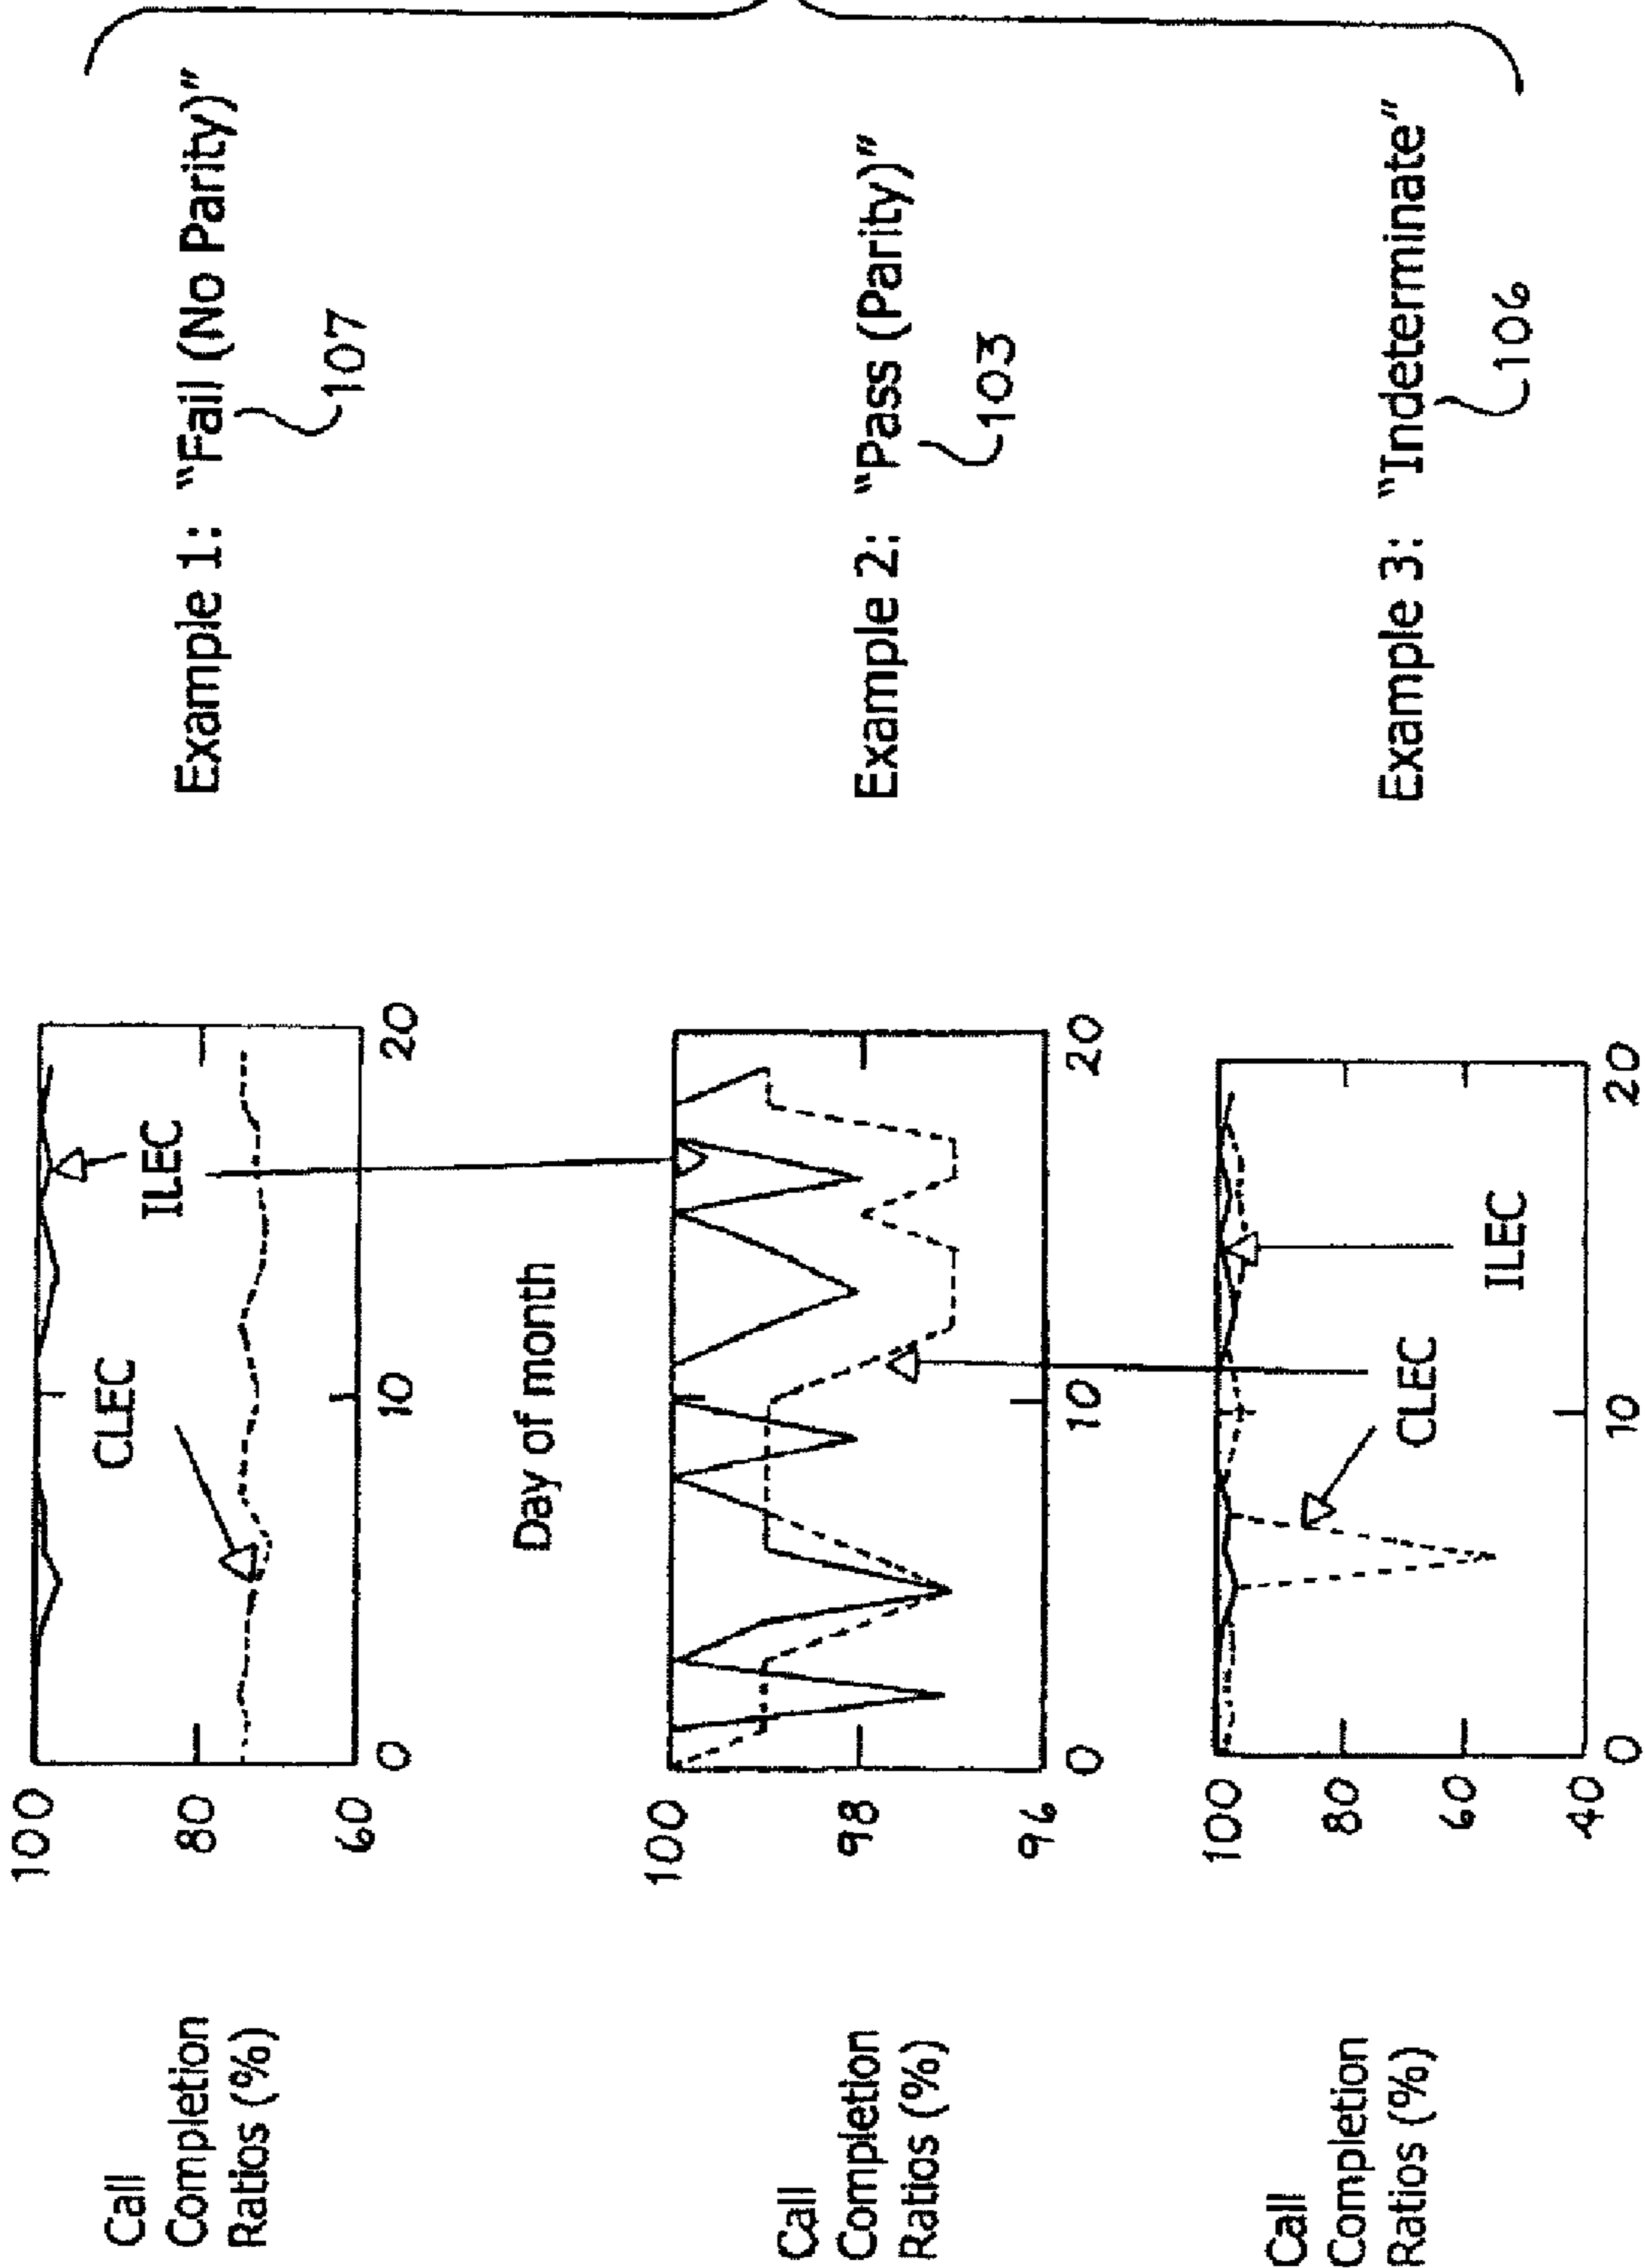 Call
Completion
Ratios (%)
100
80
60
CLEC
ILEC
0
10
20
Example 1: "Fail (No Parity)"
107
Day of month
Call
Completion
Ratios (%)
100
98
96
0
10
20
Example 2: "Pass (Parity)"
103
Call
Completion
Ratios (%)
100
80
60
40
CLEC
ILEC
0
10
20
Example 3: "Indeterminate"
106